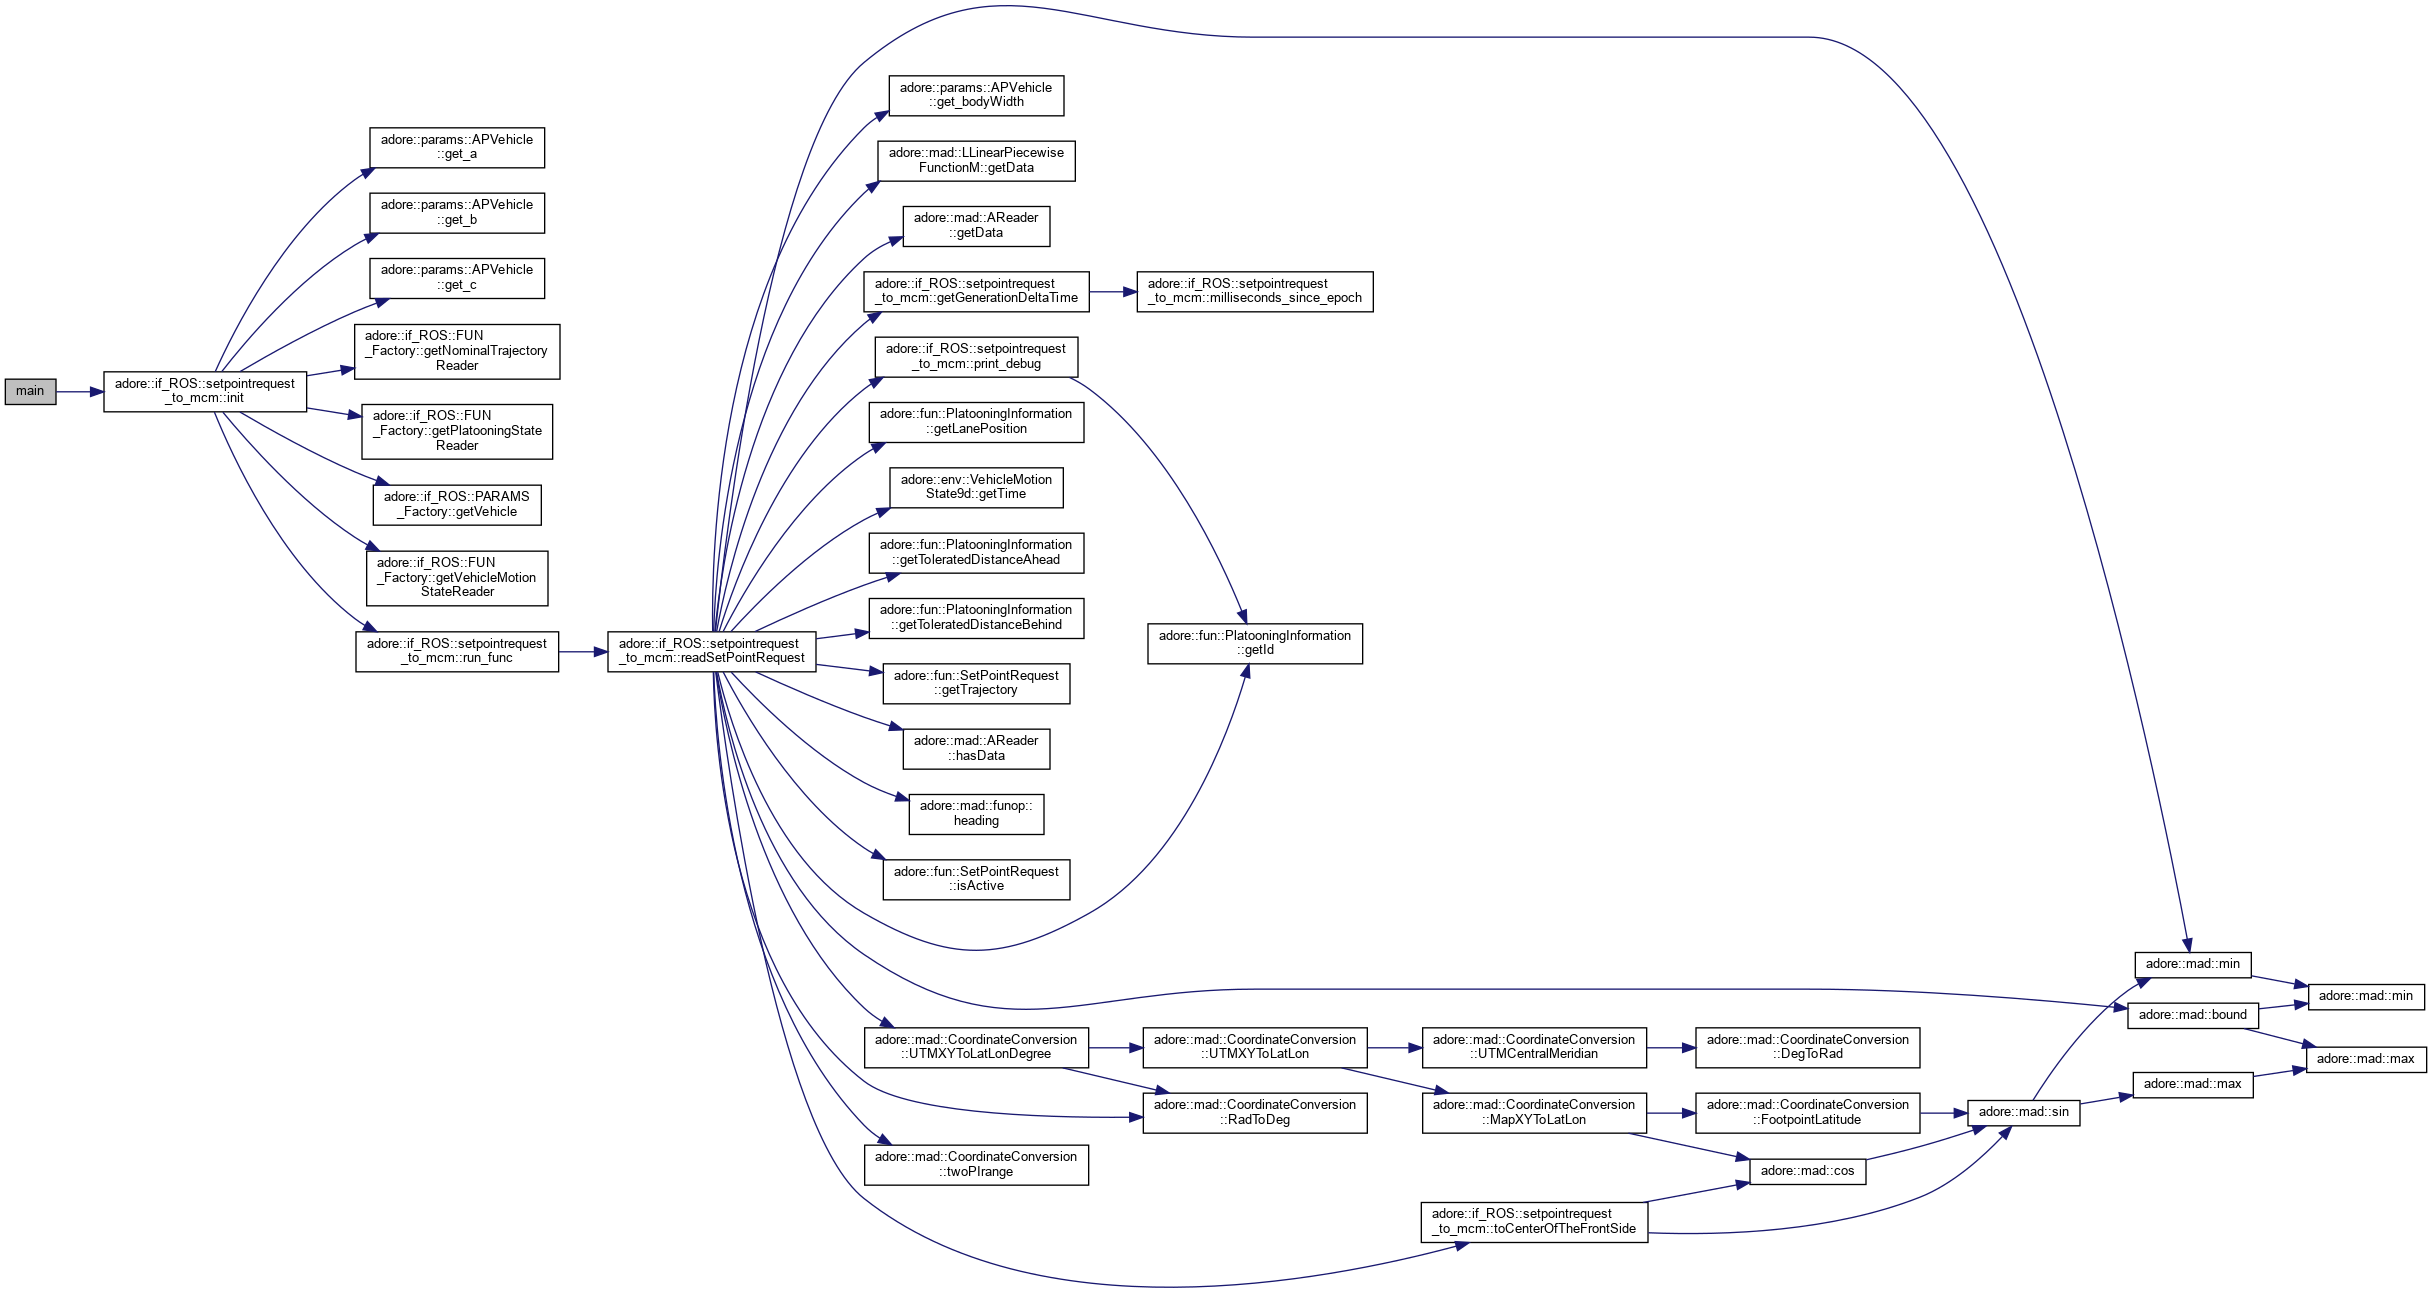 main
adore::if_ROS::setpointrequest
_to_mcm::init
adore::params::APVehicle
::get_a
adore::params::APVehicle
::get_b
adore::params::APVehicle
::get_c
adore::if_ROS::FUN
_Factory::getNominalTrajectory
Reader
adore::if_ROS::FUN
_Factory::getPlatooningState
Reader
adore::if_ROS::PARAMS
_Factory::getVehicle
adore::if_ROS::FUN
_Factory::getVehicleMotion
StateReader
adore::if_ROS::setpointrequest
_to_mcm::run_func
adore::if_ROS::setpointrequest
_to_mcm::readSetPointRequest
adore::params::APVehicle
::get_bodyWidth
adore::mad::LLinearPiecewise
FunctionM::getData
adore::mad::AReader
::getData
adore::if_ROS::setpointrequest
_to_mcm::getGenerationDeltaTime
adore::if_ROS::setpointrequest
_to_mcm::milliseconds_since_epoch
adore::if_ROS::setpointrequest
_to_mcm::print_debug
adore::fun::PlatooningInformation
::getLanePosition
adore::env::VehicleMotion
State9d::getTime
adore::fun::PlatooningInformation
::getToleratedDistanceAhead
adore::fun::PlatooningInformation
::getToleratedDistanceBehind
adore::fun::PlatooningInformation
::getId
adore::fun::SetPointRequest
::getTrajectory
adore::mad::AReader
::hasData
adore::mad::funop::
heading
adore::fun::SetPointRequest
::isActive
adore::mad::min
adore::mad::min
adore::mad::bound
adore::mad::CoordinateConversion
::UTMXYToLatLonDegree
adore::mad::CoordinateConversion
::UTMXYToLatLon
adore::mad::CoordinateConversion
::UTMCentralMeridian
adore::mad::CoordinateConversion
::DegToRad
adore::mad::max
adore::mad::max
adore::mad::CoordinateConversion
::RadToDeg
adore::mad::CoordinateConversion
::MapXYToLatLon
adore::mad::CoordinateConversion
::FootpointLatitude
adore::mad::sin
adore::mad::CoordinateConversion
::twoPIrange
adore::mad::cos
adore::if_ROS::setpointrequest
_to_mcm::toCenterOfTheFrontSide